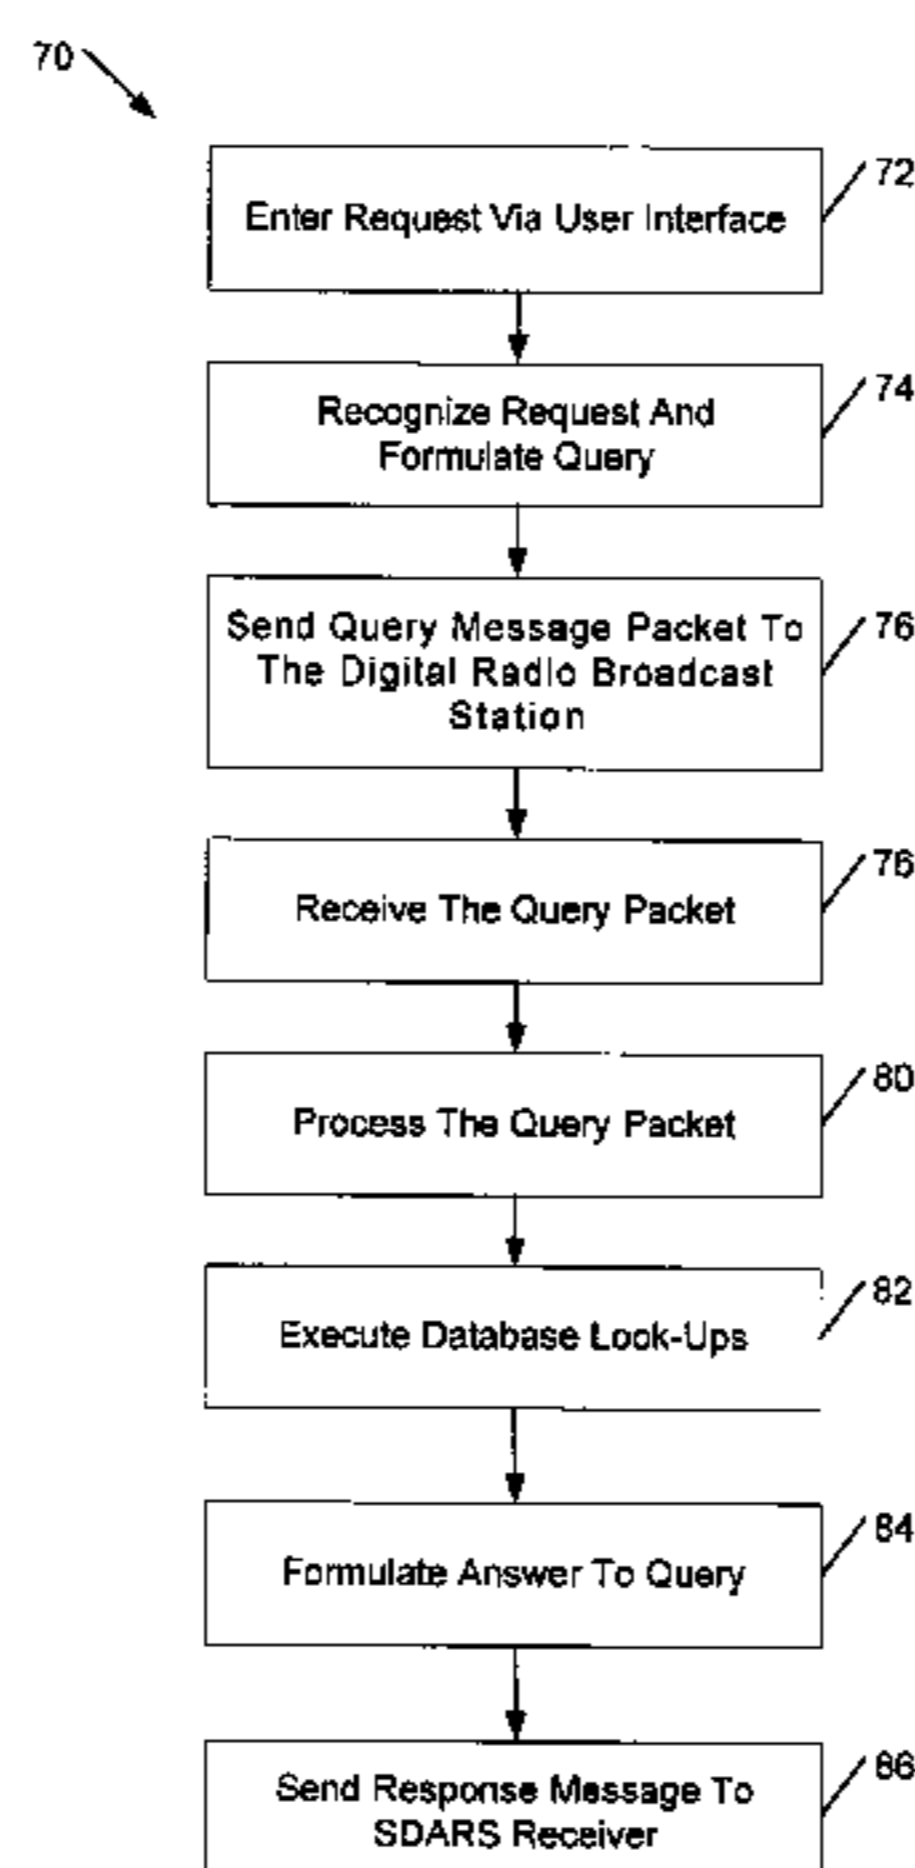 70
Enter Request Via User Interface
72
Recognize Request And
Formulate Query
74
Send Query Message Packet To
The Digital Radio Broadcast
Station
76
Receive The Query Packet
76
Process The Query Packet
80
Execute Database Look-Ups
82
Formulate Answer To Query
84
Send Response Message To
SDARS Receiver
86